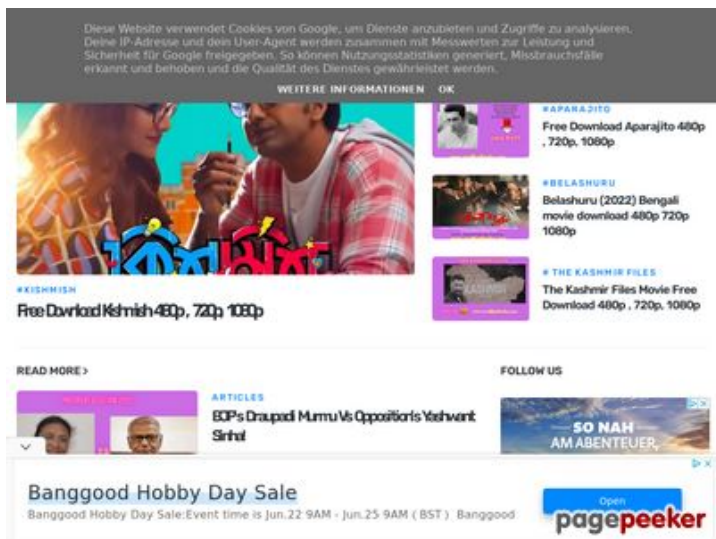 Diese Website verwendet Cookies von Google, um Dienste anzubieten und Zugriffe zu analysieren.
Deine IP-Adresse und dein User-Agent werden zusammen mit Messwerten zur Leistung und
Sicherheit für Google freigegeben. So können Nutzungsstatistiken generiert, Missbrauchsfälle
erkannt und behoben und die Qualität des Dienstes gewährleistet werden.
WEITERE INFORMATIONEN OK
কিশমিশ
#KISHMISH
Free Download Kishmish 480p , 720p, 1080p
#APARAJITO
Free Download Aparajito 480p
, 720p, 1080p
#BELASHURU
Belashuru (2022) Bengali
movie download 480p 720p
1080p
# THE KASHMIR FILES
The Kashmir Files Movie Free
Download 480p , 720p, 1080p
READ MORE >
ARTICLES
BJP's Draupadi Murmu Vs Opposition's Yashwant
Sinha!
FOLLOW US
SO NAH
AM ABENTEUER,
Banggood Hobby Day Sale
Banggood Hobby Day Sale:Event time is Jun.22 9AM - Jun.25 9AM ( BST ) Banggood
Open
pagepeeker